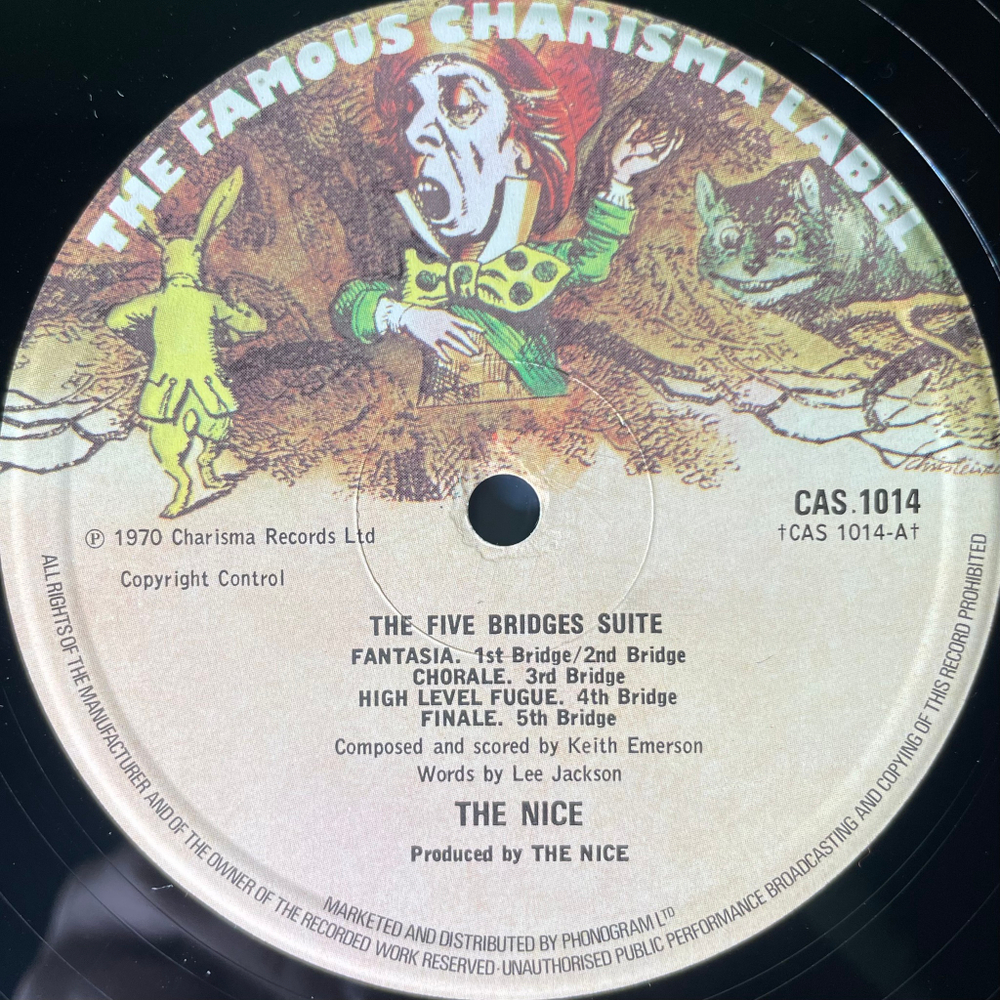 THE FAMOUS CHARISMA LABEL
CAS.1014
†CAS 1014-A†
Ⓟ 1970 Charisma Records Ltd
Copyright Control
THE FIVE BRIDGES SUITE
FANTASIA. 1st Bridge/2nd Bridge
CHORALE. 3rd Bridge
HIGH LEVEL FUGUE. 4th Bridge
FINALE. 5th Bridge
Composed and scored by Keith Emerson
Words by Lee Jackson
THE NICE
Produced by THE NICE
MARKETED AND DISTRIBUTED BY PHONOGRAM LTD
ALL RIGHTS OF THE MANUFACTURER AND OF THE OWNER OF THE RECORDED WORK RESERVED·UNAUTHORISED PUBLIC PERFORMANCE BROADCASTING AND COPYING OF THIS RECORD PROHIBITED